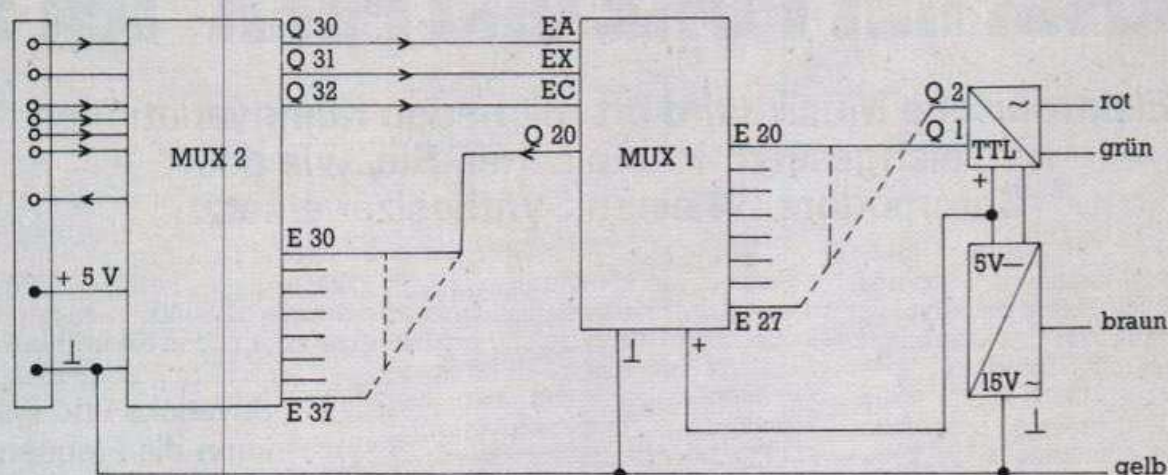 Q 30
EA
Q 31
EX
Q 32
EC
Q 2
~
rot
Q 20
E 20
Q 1
MUX 2
MUX 1
TTL
grün
+
E 30
+ 5 V
5V—
E 27
braun
⊥
⊥
+
15V ~
E 37
⊥
gelb